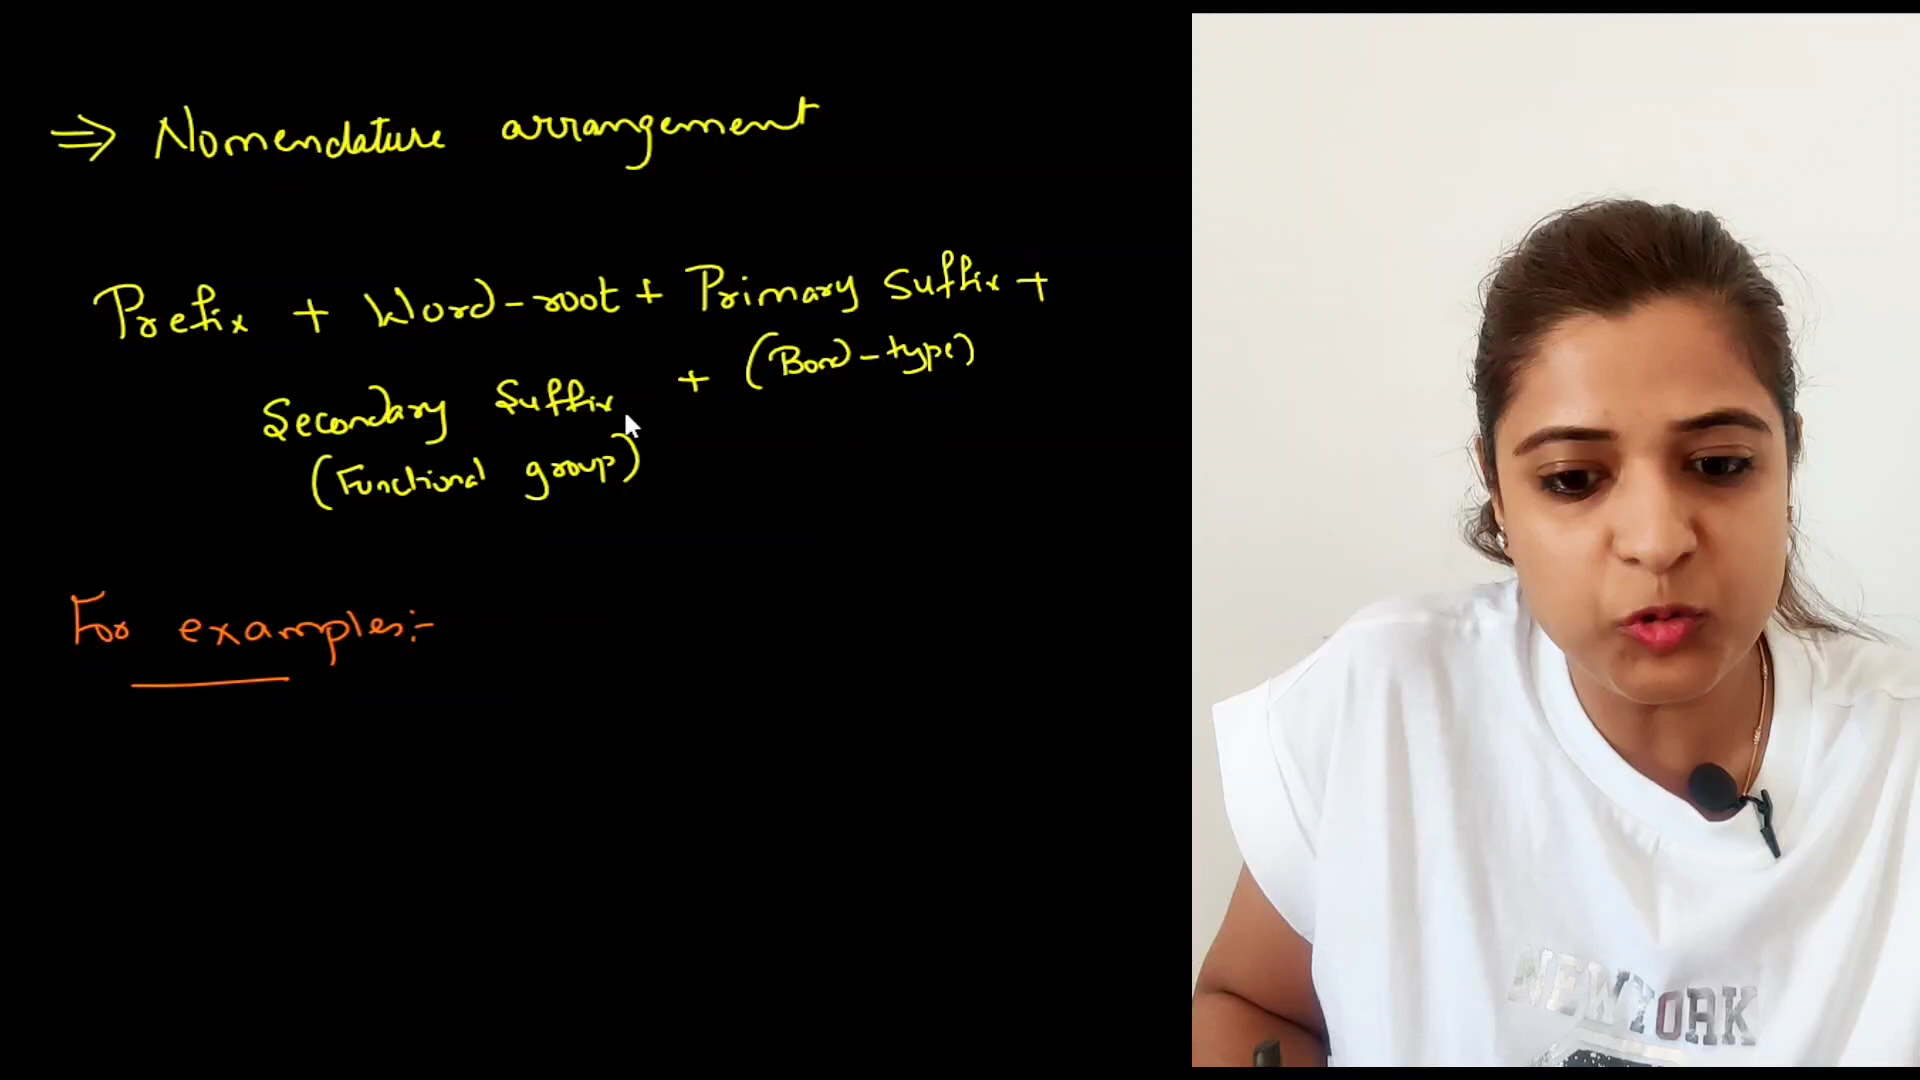 ⇒ Nomenclature arrangement
Prefix + Word-root + Primary Suffix +
Secondary Suffix + (Bond-type)
(Functional group)
For examples:-
NEW YORK